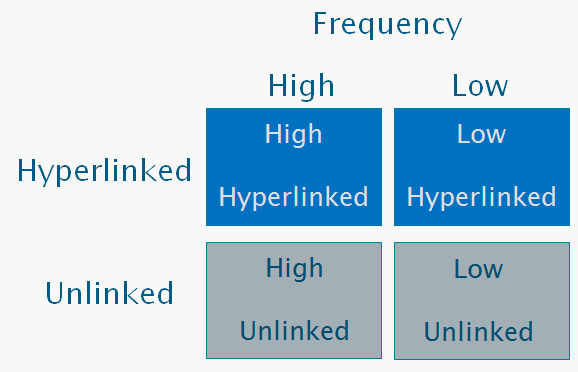 Frequency
High Low
Hyperlinked
High
Hyperlinked
Low
Hyperlinked
Unlinked
High
Unlinked
Low
Unlinked